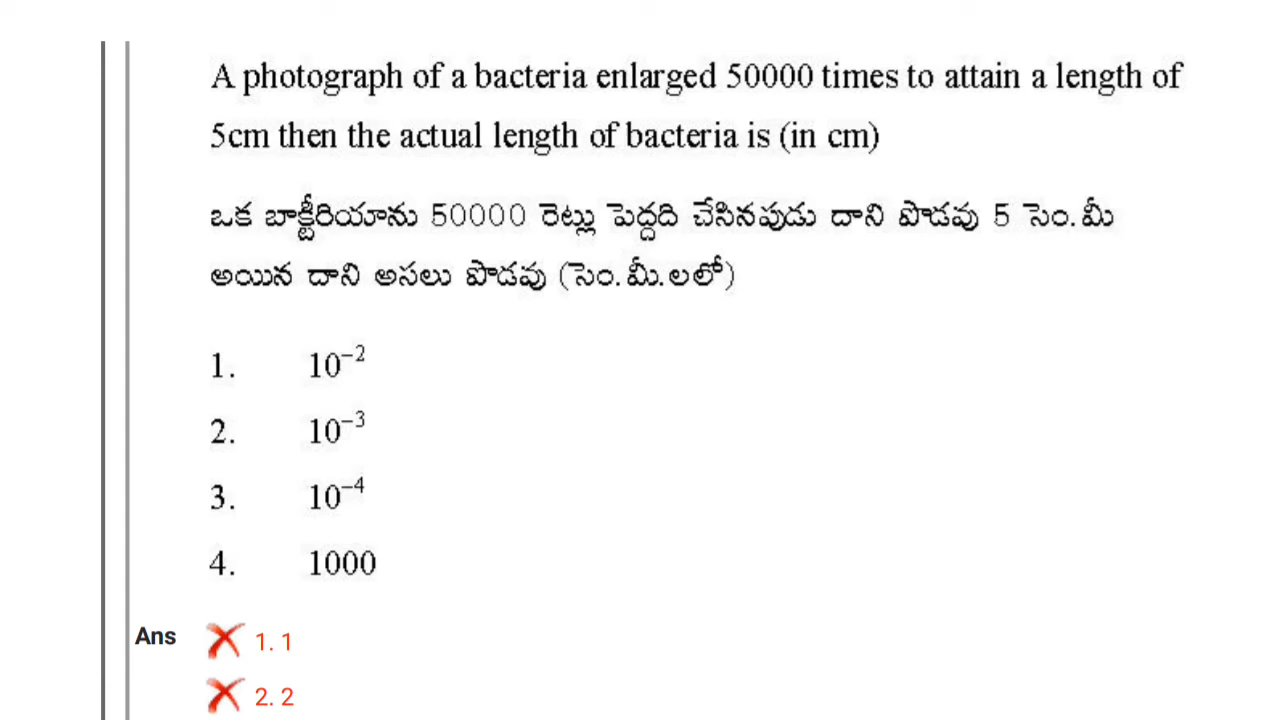 A photograph of a bacteria enlarged 50000 times to attain a length of
5cm then the actual length of bacteria is (in cm)
ఒక బాక్టీరియాను 50000 రెట్లు పెద్దది చేసినపుడు దాని పొడవు 5 సెం.మీ
అయిన దాని అసలు పొడవు (సెం.మీ.లలో)
1. 10⁻²
2. 10⁻³
3. 10⁻⁴
4. 1000
Ans 1. 1
2. 2